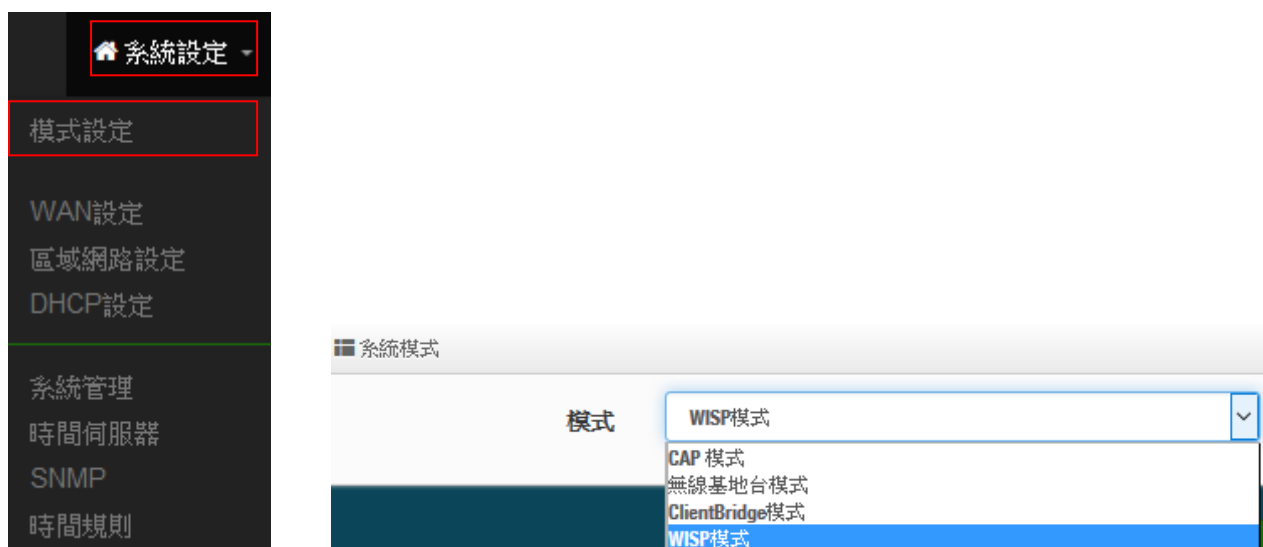 系統設定
模式設定
WAN設定
區域網路設定
DHCP設定
系統管理
時間伺服器
SNMP
時間規則
系統模式
模式
WISP模式
CAP 模式
無線基地台模式
ClientBridge模式
WISP模式